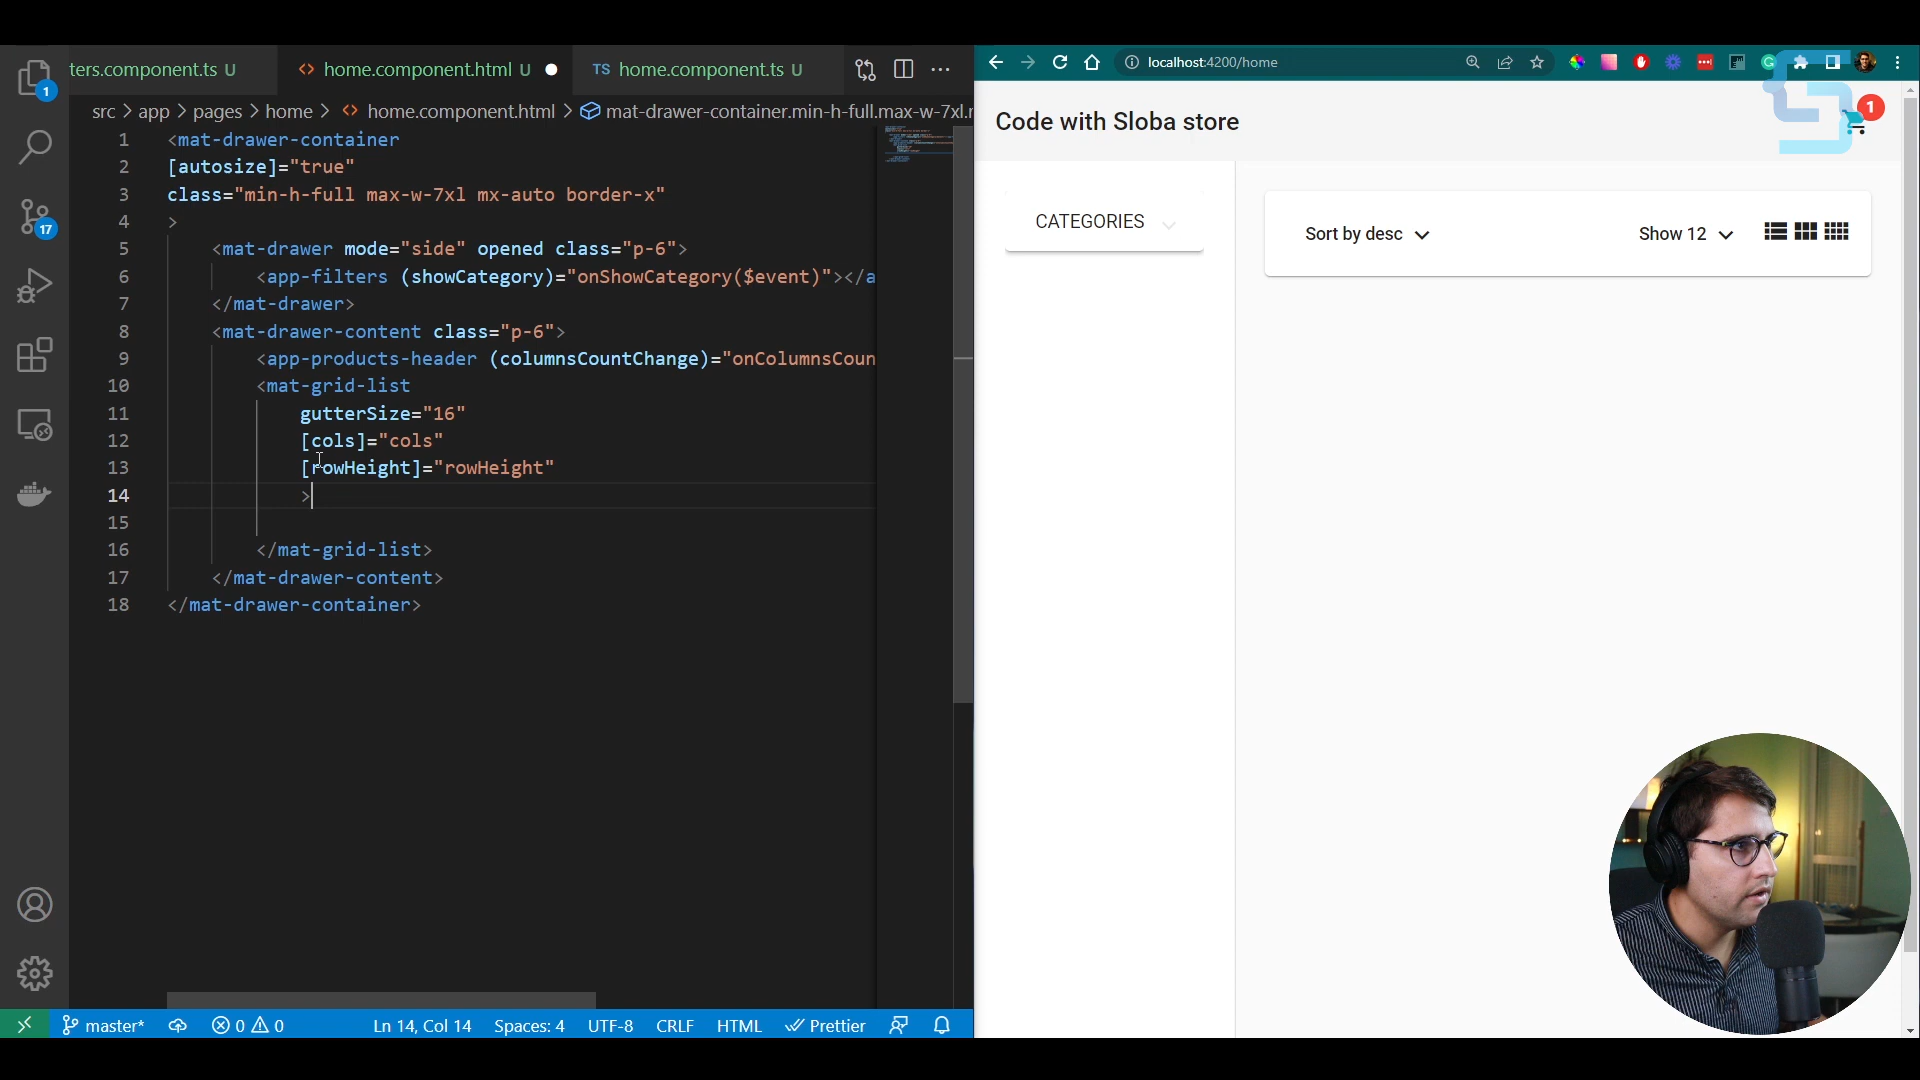 ters.component.ts U
home.component.html U
TS home.component.ts U
src > app > pages > home > home.component.html > mat-drawer-container.min-h-full.max-w-7xl.
1 <mat-drawer-container
2 [autosize]="true"
3 class="min-h-full max-w-7xl mx-auto border-x"
4 >
5 <mat-drawer mode="side" opened class="p-6">
6 <app-filters (showCategory)="onShowCategory($event)"></a
7 </mat-drawer>
8 <mat-drawer-content class="p-6">
9 <app-products-header (columnsCountChange)="onColumnsCoun
10 <mat-grid-list
11 gutterSize="16"
12 [cols]="cols"
13 [rowHeight]="rowHeight"
14 >
15
16 </mat-grid-list>
17 </mat-drawer-content>
18 </mat-drawer-container>
1
17
master*
0 0
Ln 14, Col 14
Spaces: 4
UTF-8
CRLF
HTML
Prettier
localhost:4200/home
Code with Sloba store
1
CATEGORIES
Sort by desc
Show 12